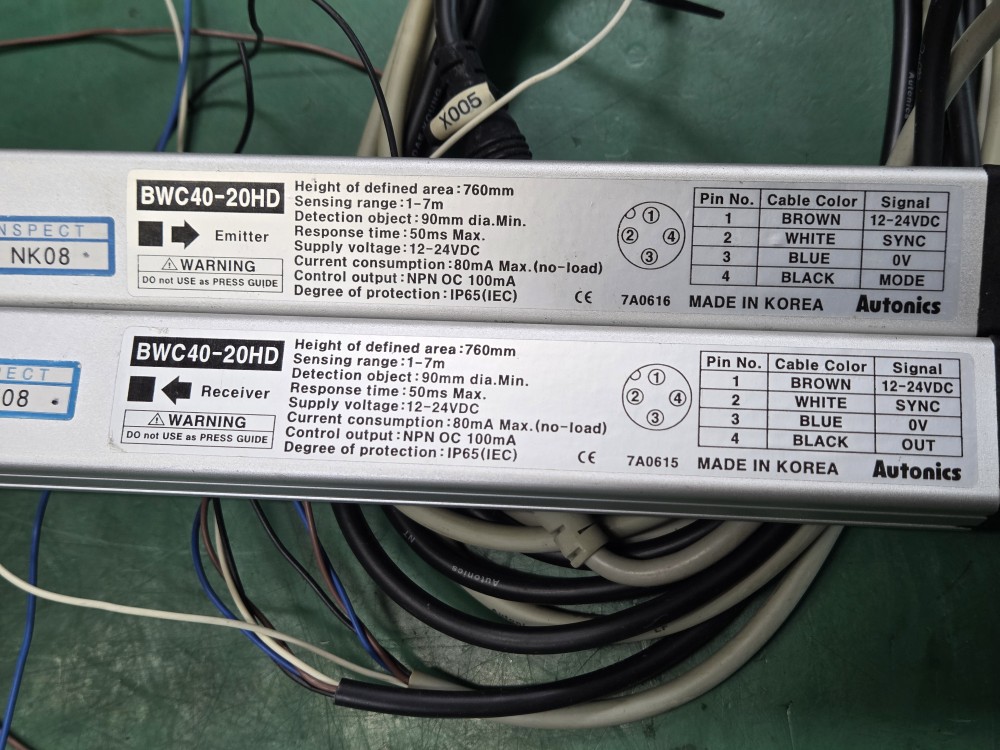 X005
NSPECT
NK08
BWC40-20HD
Emitter
WARNING
DO not USE as PRESS GUIDE
Height of defined area:760mm
Sensing range:1-7m
Detection object:90mm dia.Min.
Response time:50ms Max.
Supply voltage:12-24VDC
Current consumption:80mA Max.(no-load)
Control output:NPN OC 100mA
Degree of protection:IP65(IEC)
CE 7A0616
① ② ③ ④
Pin No. Cable Color Signal
1 BROWN 12-24VDC
2 WHITE SYNC
3 BLUE 0V
4 BLACK MODE
MADE IN KOREA Autonics
PECT
08
BWC40-20HD
Receiver
WARNING
DO not USE as PRESS GUIDE
Height of defined area:760mm
Sensing range:1-7m
Detection object:90mm dia.Min.
Response time:50ms Max.
Supply voltage:12-24VDC
Current consumption:80mA Max.(no-load)
Control output:NPN OC 100mA
Degree of protection:IP65(IEC)
CE 7A0615
① ② ③ ④
Pin No. Cable Color Signal
1 BROWN 12-24VDC
2 WHITE SYNC
3 BLUE 0V
4 BLACK OUT
MADE IN KOREA Autonics
Autonics